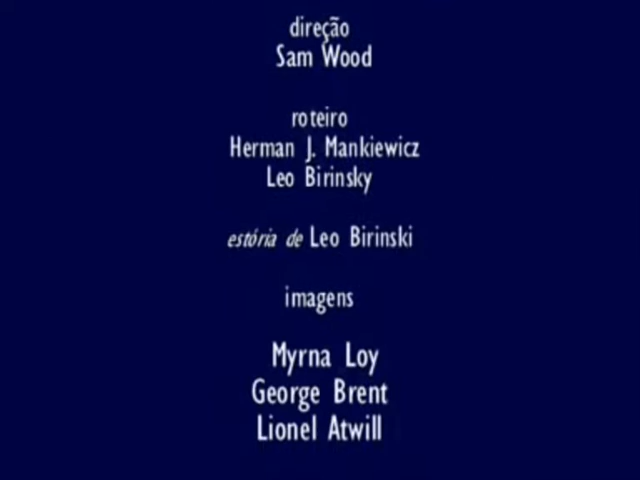 direção
Sam Wood
roteiro
Herman J. Mankiewicz
Leo Birinsky
estória de Leo Birinski
imagens
Myrna Loy
George Brent
Lionel Atwill